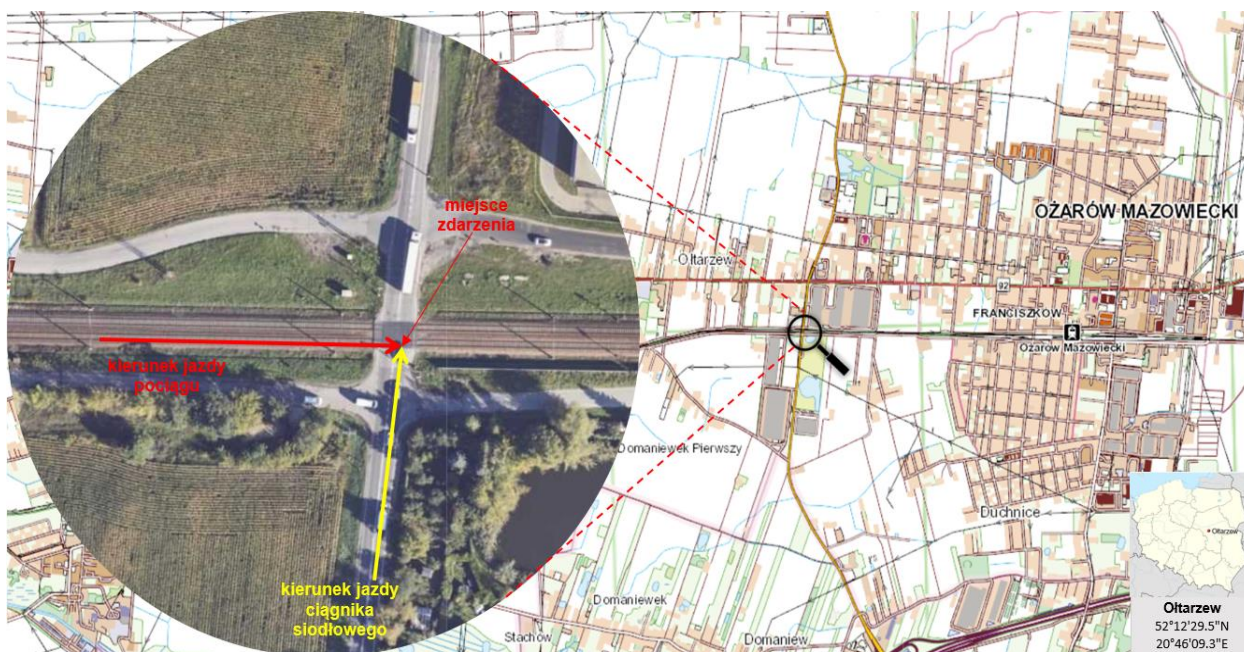 miejsce
zdarzenia
kierunek jazdy
pociągu
kierunek jazdy
ciągnika
siodłowego
OŻARÓW MAZOWIECKI
Ołtarzew
92
FRANCISZKÓW
Ożarów Mazowiecki
Domaniewek Pierwszy
Duchnice
Domaniewek
Stachów
Domaniew
Ołtarzew
Ołtarzew
52°12'29.5"N
20°46'09.3"E